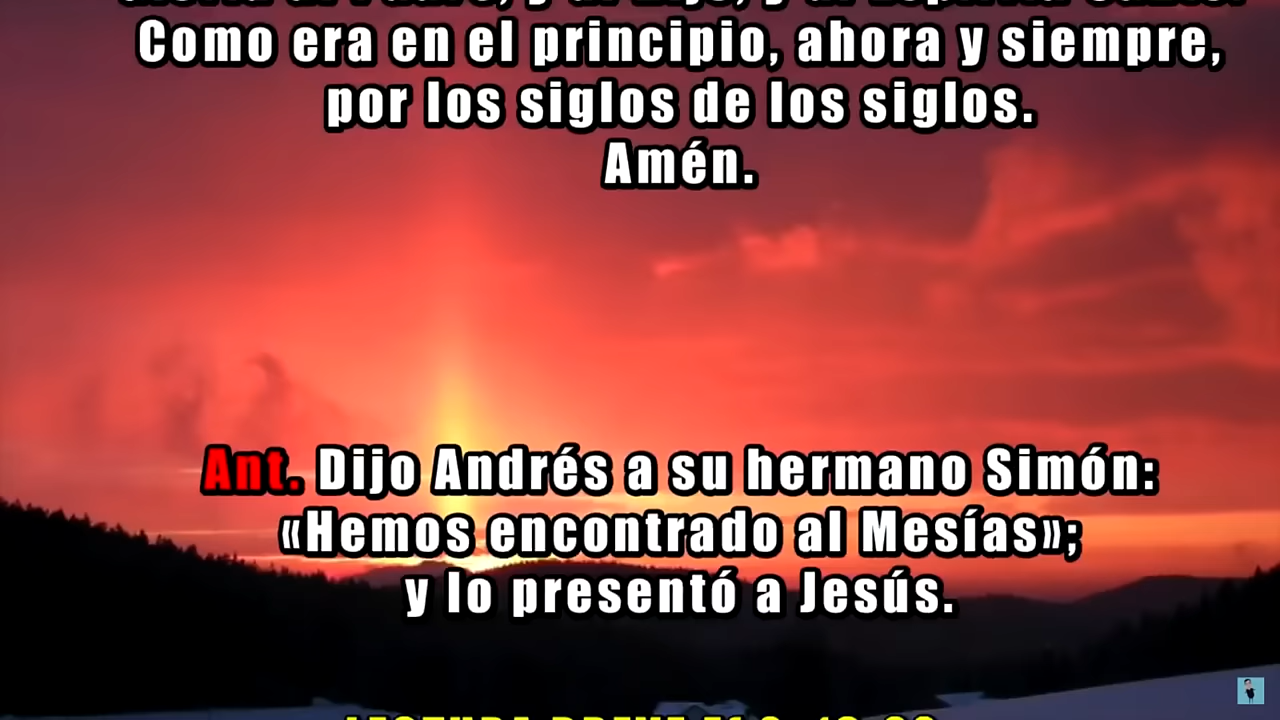 Como era en el principio, ahora y siempre,
por los siglos de los siglos.
Amén.
Ant. Dijo Andrés a su hermano Simón:
«Hemos encontrado al Mesías»;
y lo presentó a Jesús.